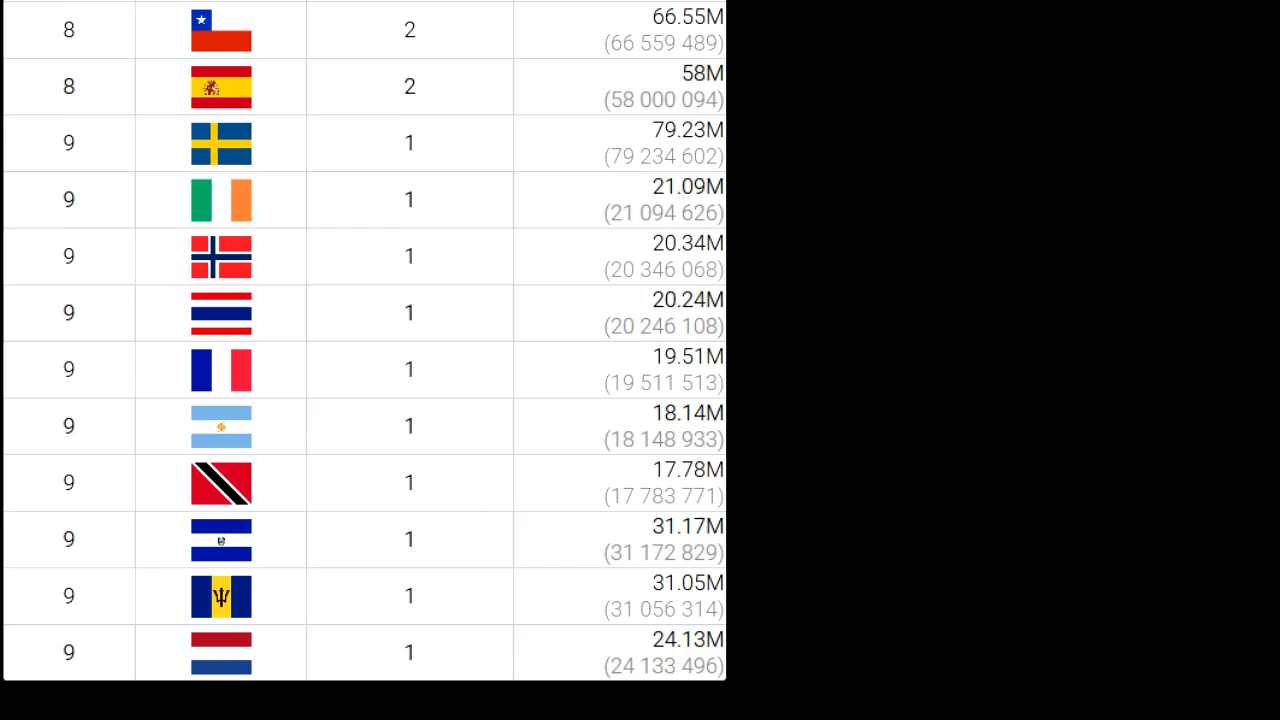 8 2 66.55M
(66 559 489)
8 2 58M
(58 000 094)
9 1 79.23M
(79 234 602)
9 1 21.09M
(21 094 626)
9 1 20.34M
(20 346 068)
9 1 20.24M
(20 246 108)
9 1 19.51M
(19 511 513)
9 1 18.14M
(18 148 933)
9 1 17.78M
(17 783 771)
9 1 31.17M
(31 172 829)
9 1 31.05M
(31 056 314)
9 1 24.13M
(24 133 496)